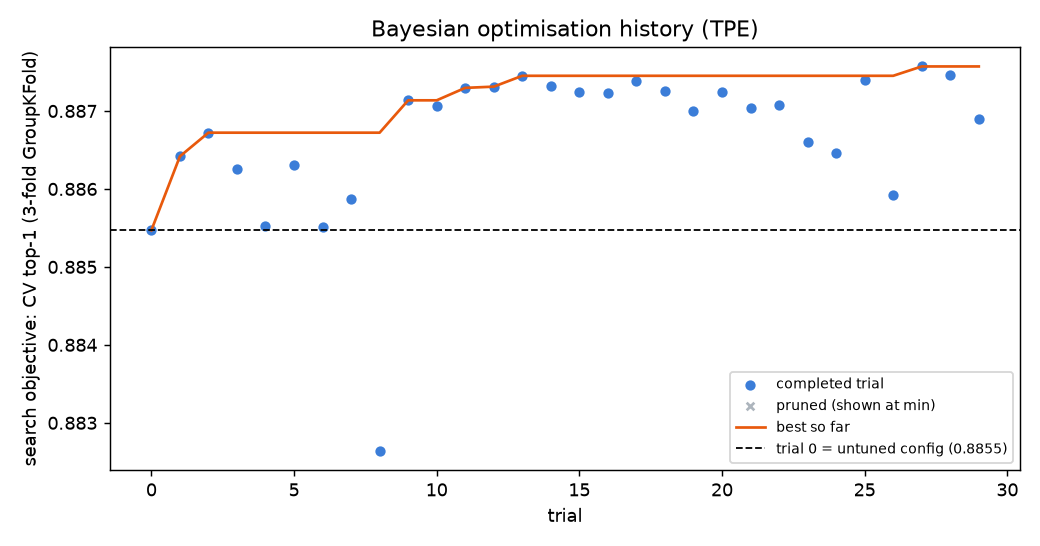 Bayesian optimisation history (TPE)
search objective: CV top-1 (3-fold GroupKFold)
0.887
0.886
0.885
0.884
0.883
completed trial
pruned (shown at min)
best so far
trial 0 = untuned config (0.8855)
0 5 10 15 20 25 30
trial